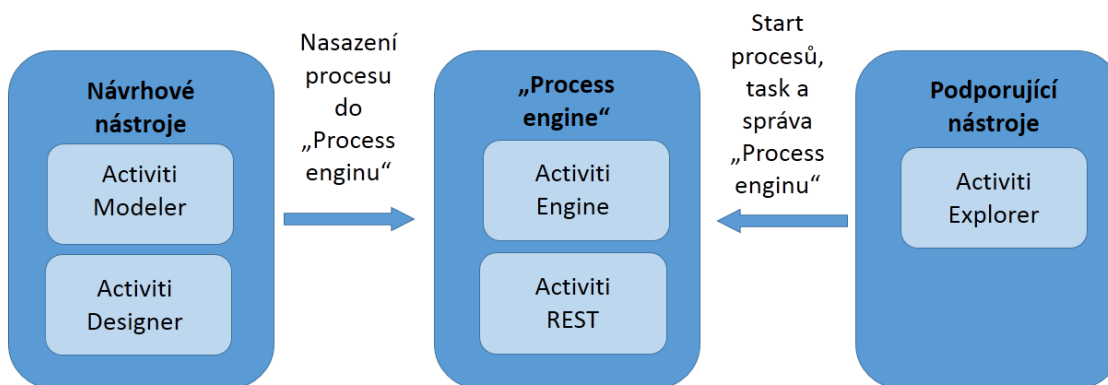 Návrhové
nástroje
Activiti
Modeler
Activiti
Designer
Nasazení
procesu
do
„Process
enginu“
„Process
engine“
Activiti
Engine
Activiti
REST
Start
procesů,
task a
správa
„Process
enginu“
Podporující
nástroje
Activiti
Explorer